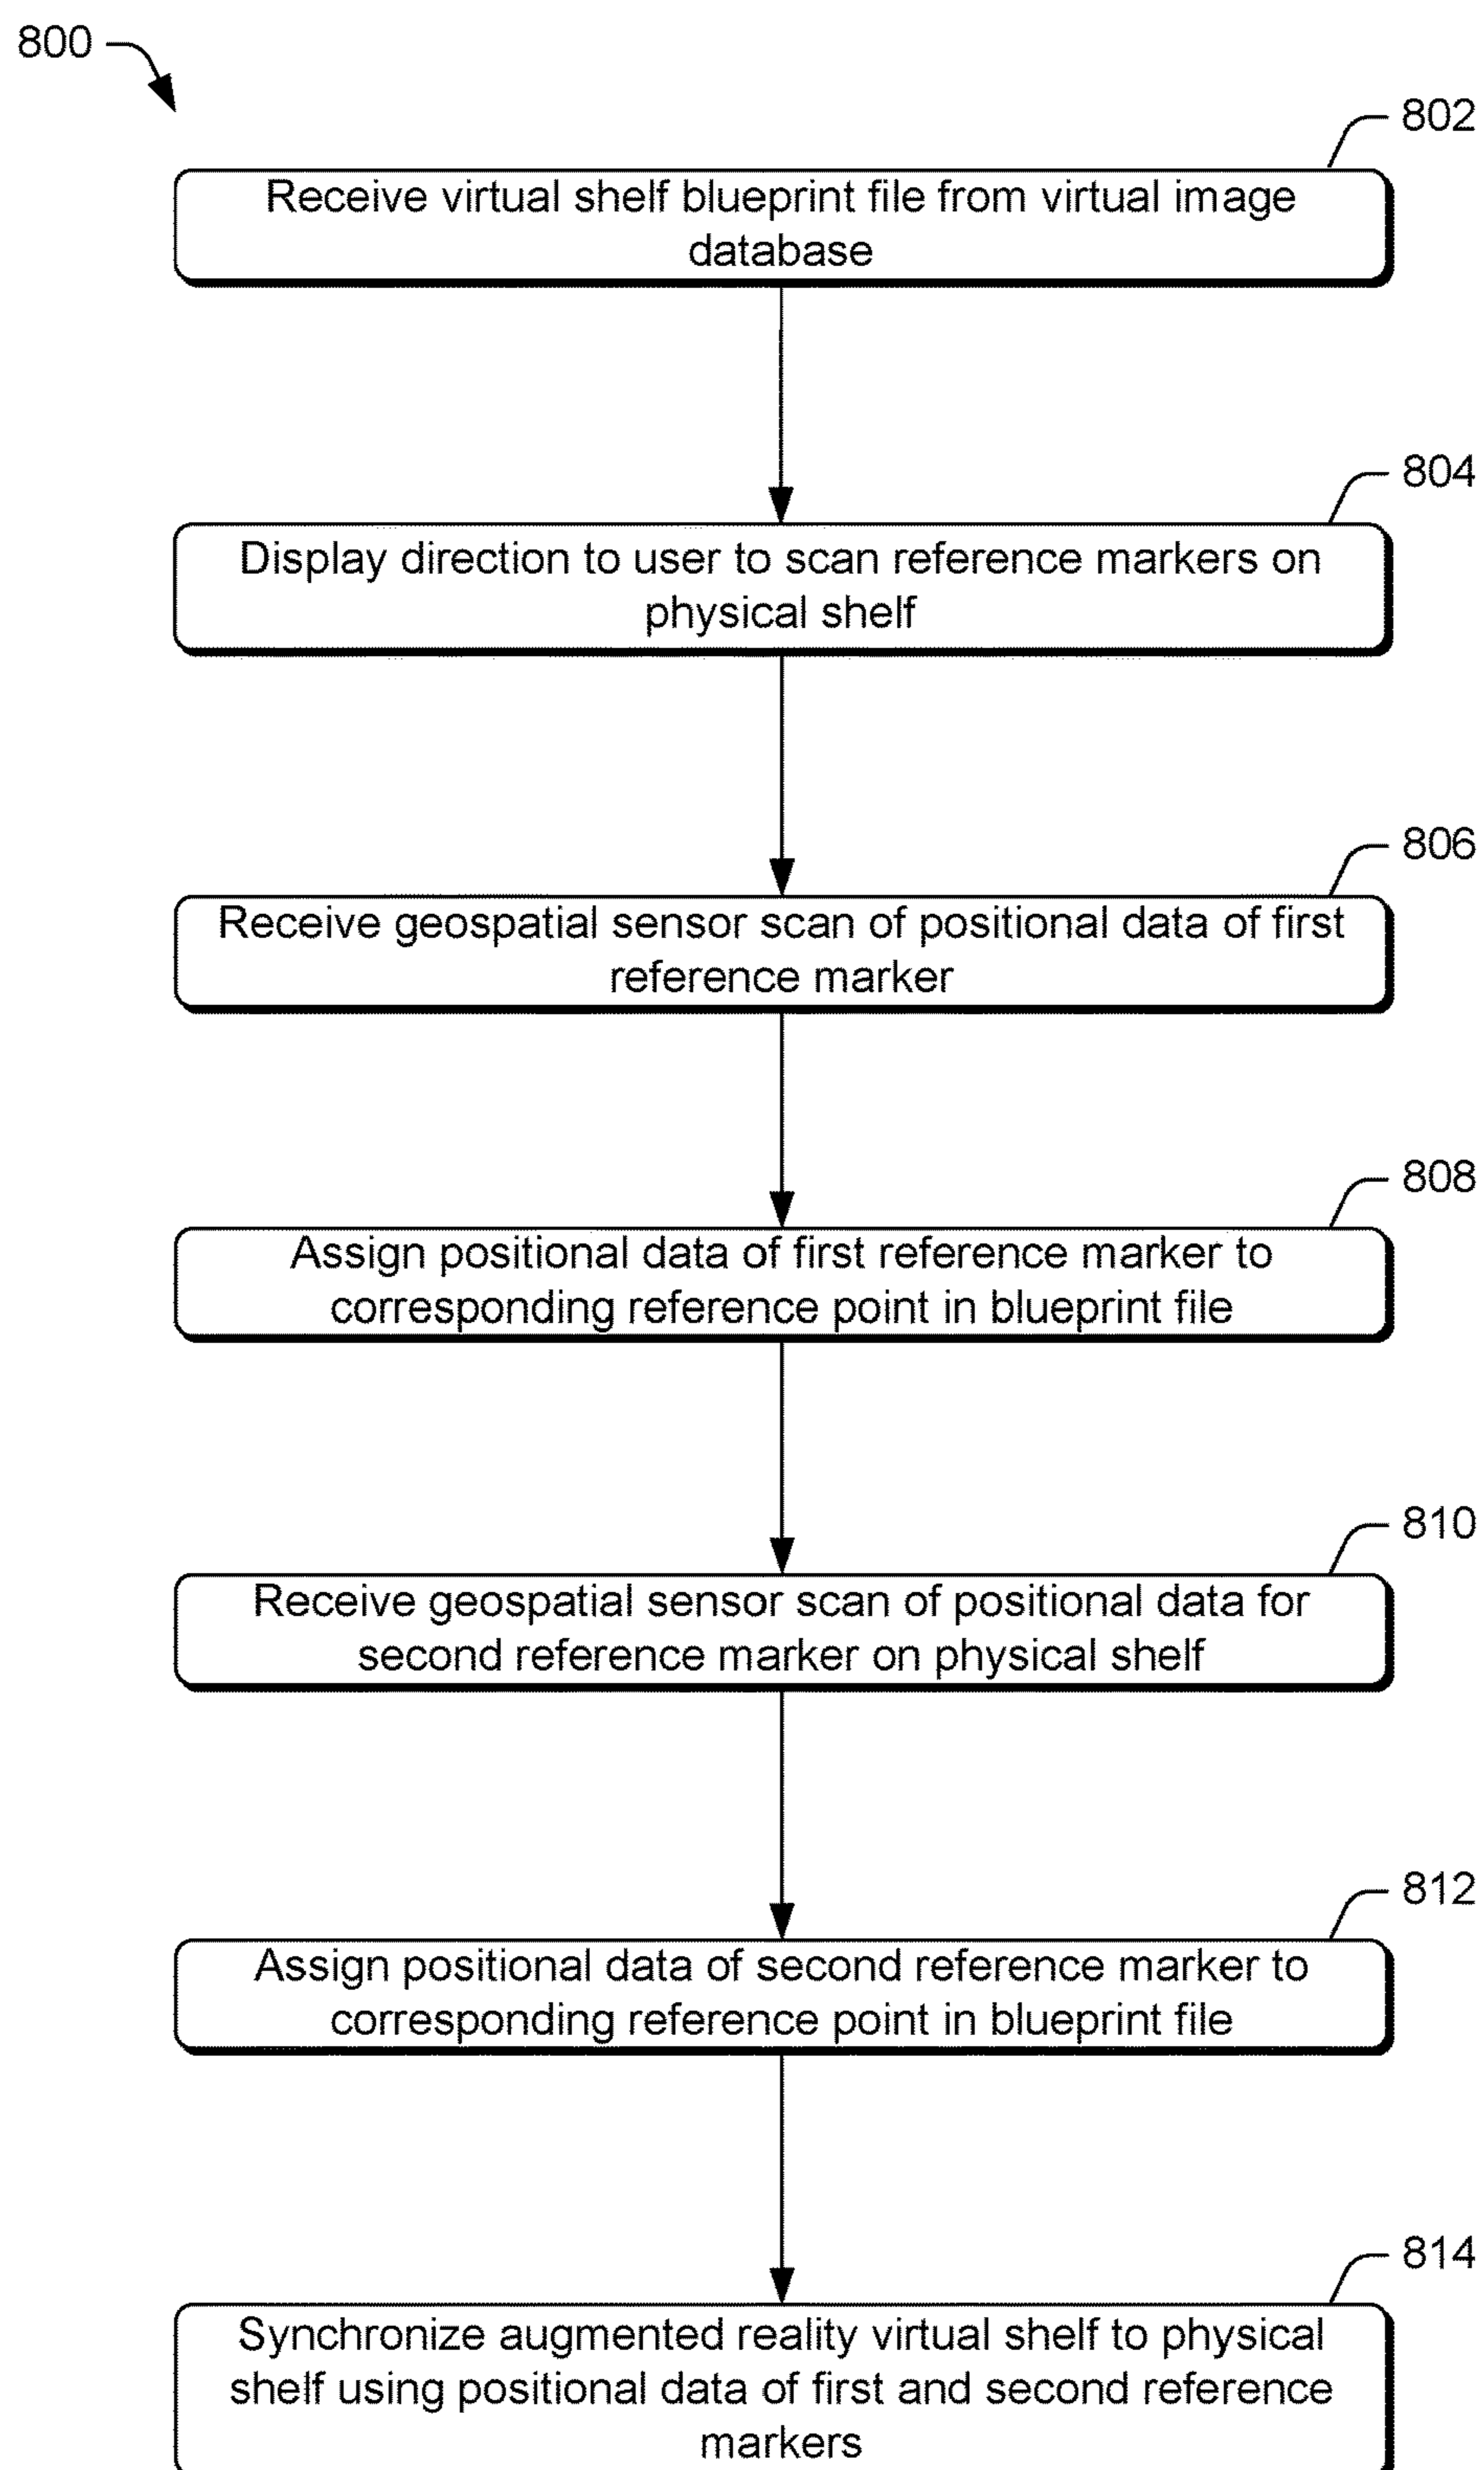 800
802
Receive virtual shelf blueprint file from virtual image
database
804
Display direction to user to scan reference markers on
physical shelf
806
Receive geospatial sensor scan of positional data of first
reference marker
808
Assign positional data of first reference marker to
corresponding reference point in blueprint file
810
Receive geospatial sensor scan of positional data for
second reference marker on physical shelf
812
Assign positional data of second reference marker to
corresponding reference point in blueprint file
814
Synchronize augmented reality virtual shelf to physical
shelf using positional data of first and second reference
markers